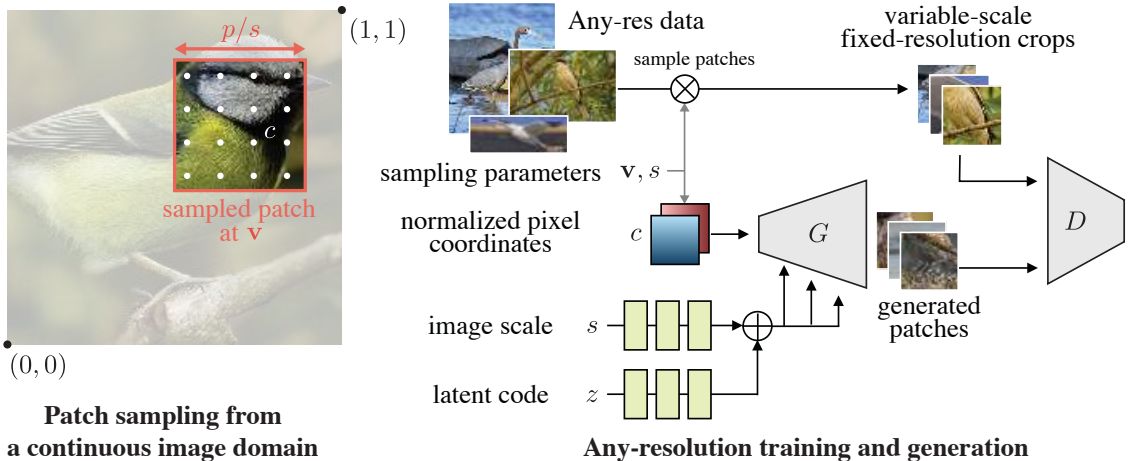 p/s
(1, 1)
c
sampled patch
at v
(0, 0)
Patch sampling from
a continuous image domain
Any-res data
sample patches
variable-scale
fixed-resolution crops
sampling parameters
v, s
normalized pixel
coordinates
c
G
D
generated
patches
image scale
s
latent code
z
Any-resolution training and generation